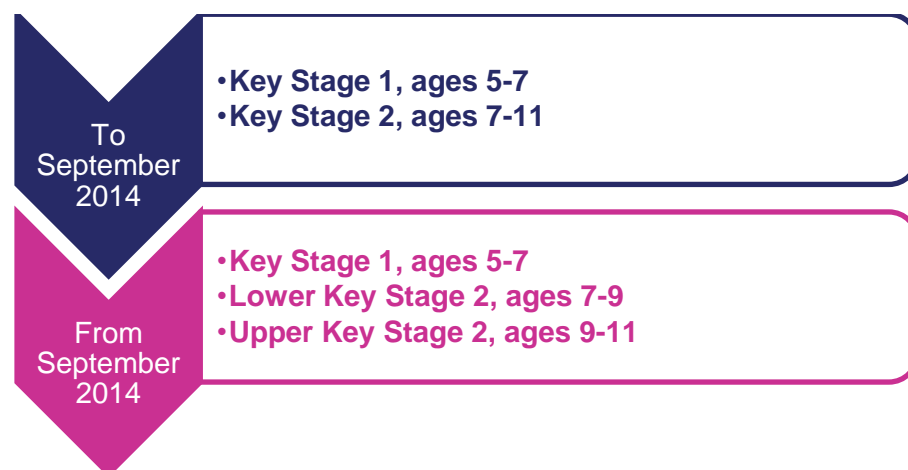 To
September
2014
•Key Stage 1, ages 5-7
•Key Stage 2, ages 7-11
From
September
2014
•Key Stage 1, ages 5-7
•Lower Key Stage 2, ages 7-9
•Upper Key Stage 2, ages 9-11